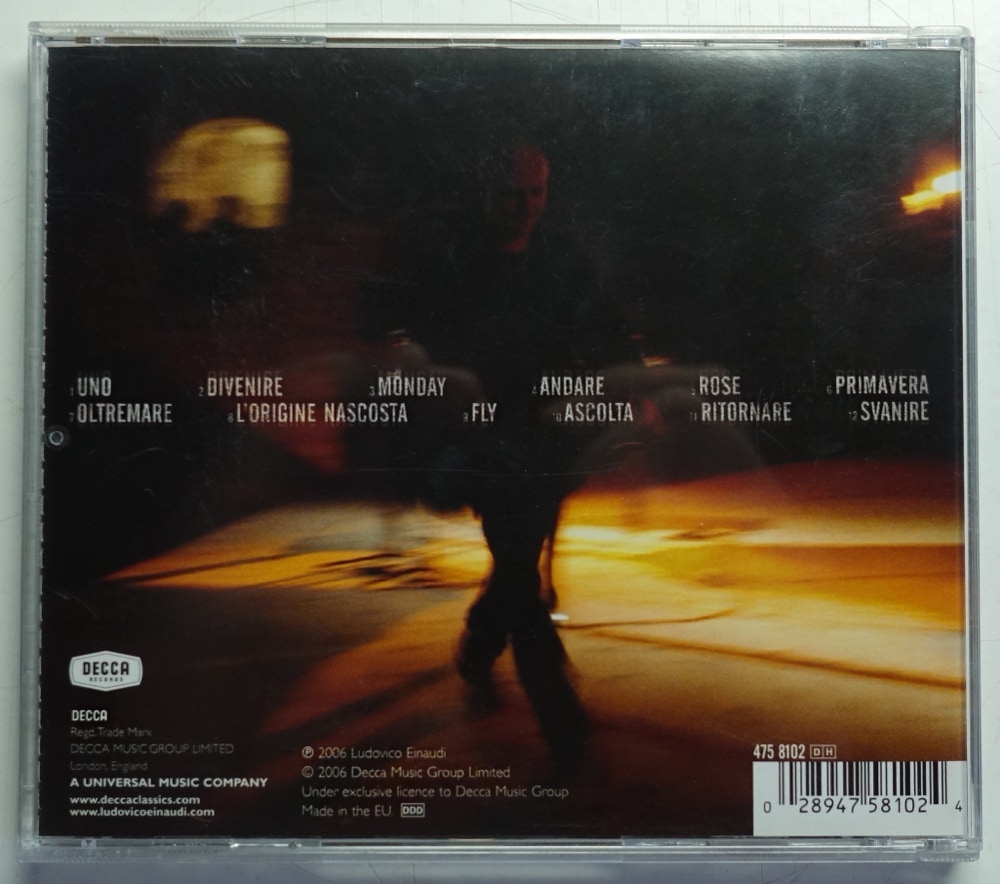 1 UNO 2 DIVENIRE 3 MONDAY 4 ANDARE 5 ROSE 6 PRIMAVERA
7 OLTREMARE 8 L'ORIGINE NASCOSTA 9 FLY 10 ASCOLTA 11 RITORNARE 12 SVANIRE
DECCA
RECORDS
DECCA
Regd. Trade Mark
DECCA MUSIC GROUP LIMITED
London, England
A UNIVERSAL MUSIC COMPANY
www.deccaclassics.com
www.ludovicoeinaudi.com
℗ 2006 Ludovico Einaudi
© 2006 Decca Music Group Limited
Under exclusive licence to Decca Music Group
Made in the EU DDD
475 8102 DH
0 28947 58102 4